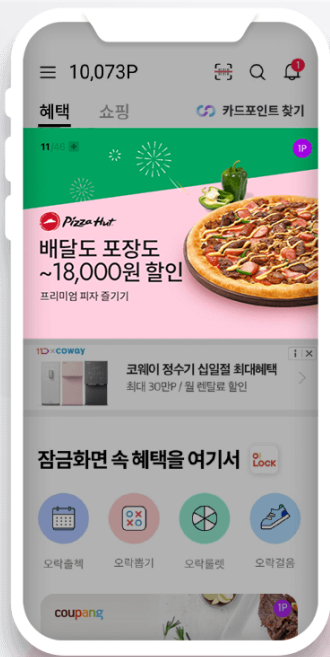 10,073P
1
혜택 쇼핑 카드포인트 찾기
11/46 +
1P
Pizza Hut
배달도 포장도
~18,000원 할인
프리미엄 피자 즐기기
11D × coway
코웨이 정수기 십일절 최대혜택
최대 30만P / 월 렌탈료 할인
잠금화면 속 혜택을 여기서
O! LOCK
오락출첵 오락뽑기 오락룰렛 오락걸음
coupang
1P